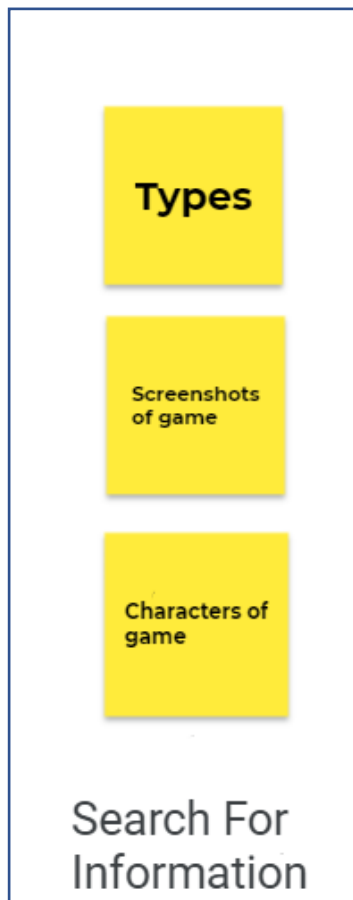 Types
Screenshots
of game
Characters of
game
Search For
Information